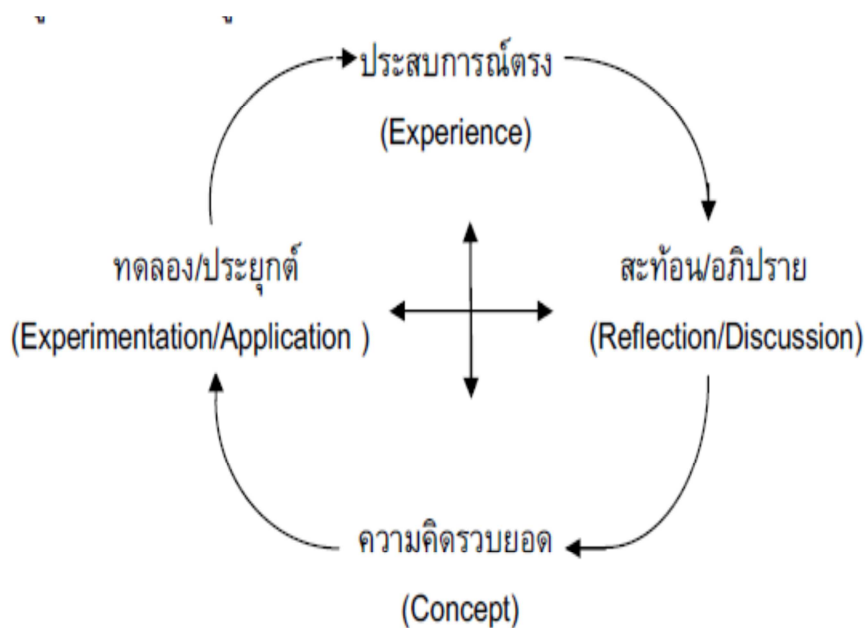 ประสบการณ์ตรง
(Experience)
ทดลอง/ประยุกต์
(Experimentation/Application )
สะท้อน/อภิปราย
(Reflection/Discussion)
ความคิดรวบยอด
(Concept)